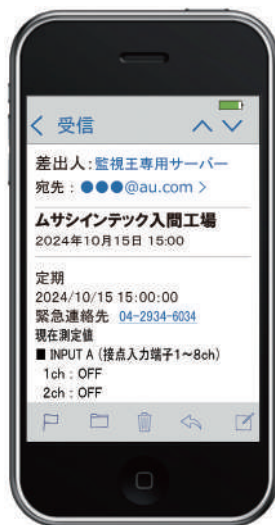 受信
差出人:監視王専用サーバー
宛先:●●●@au.com >
ムサシインテック入間工場
2024年10月15日 15:00
定期
2024/10/15 15:00:00
緊急連絡先 04-2934-6034
現在測定値
■ INPUT A (接点入力端子1~8ch)
1ch : OFF
2ch : OFF